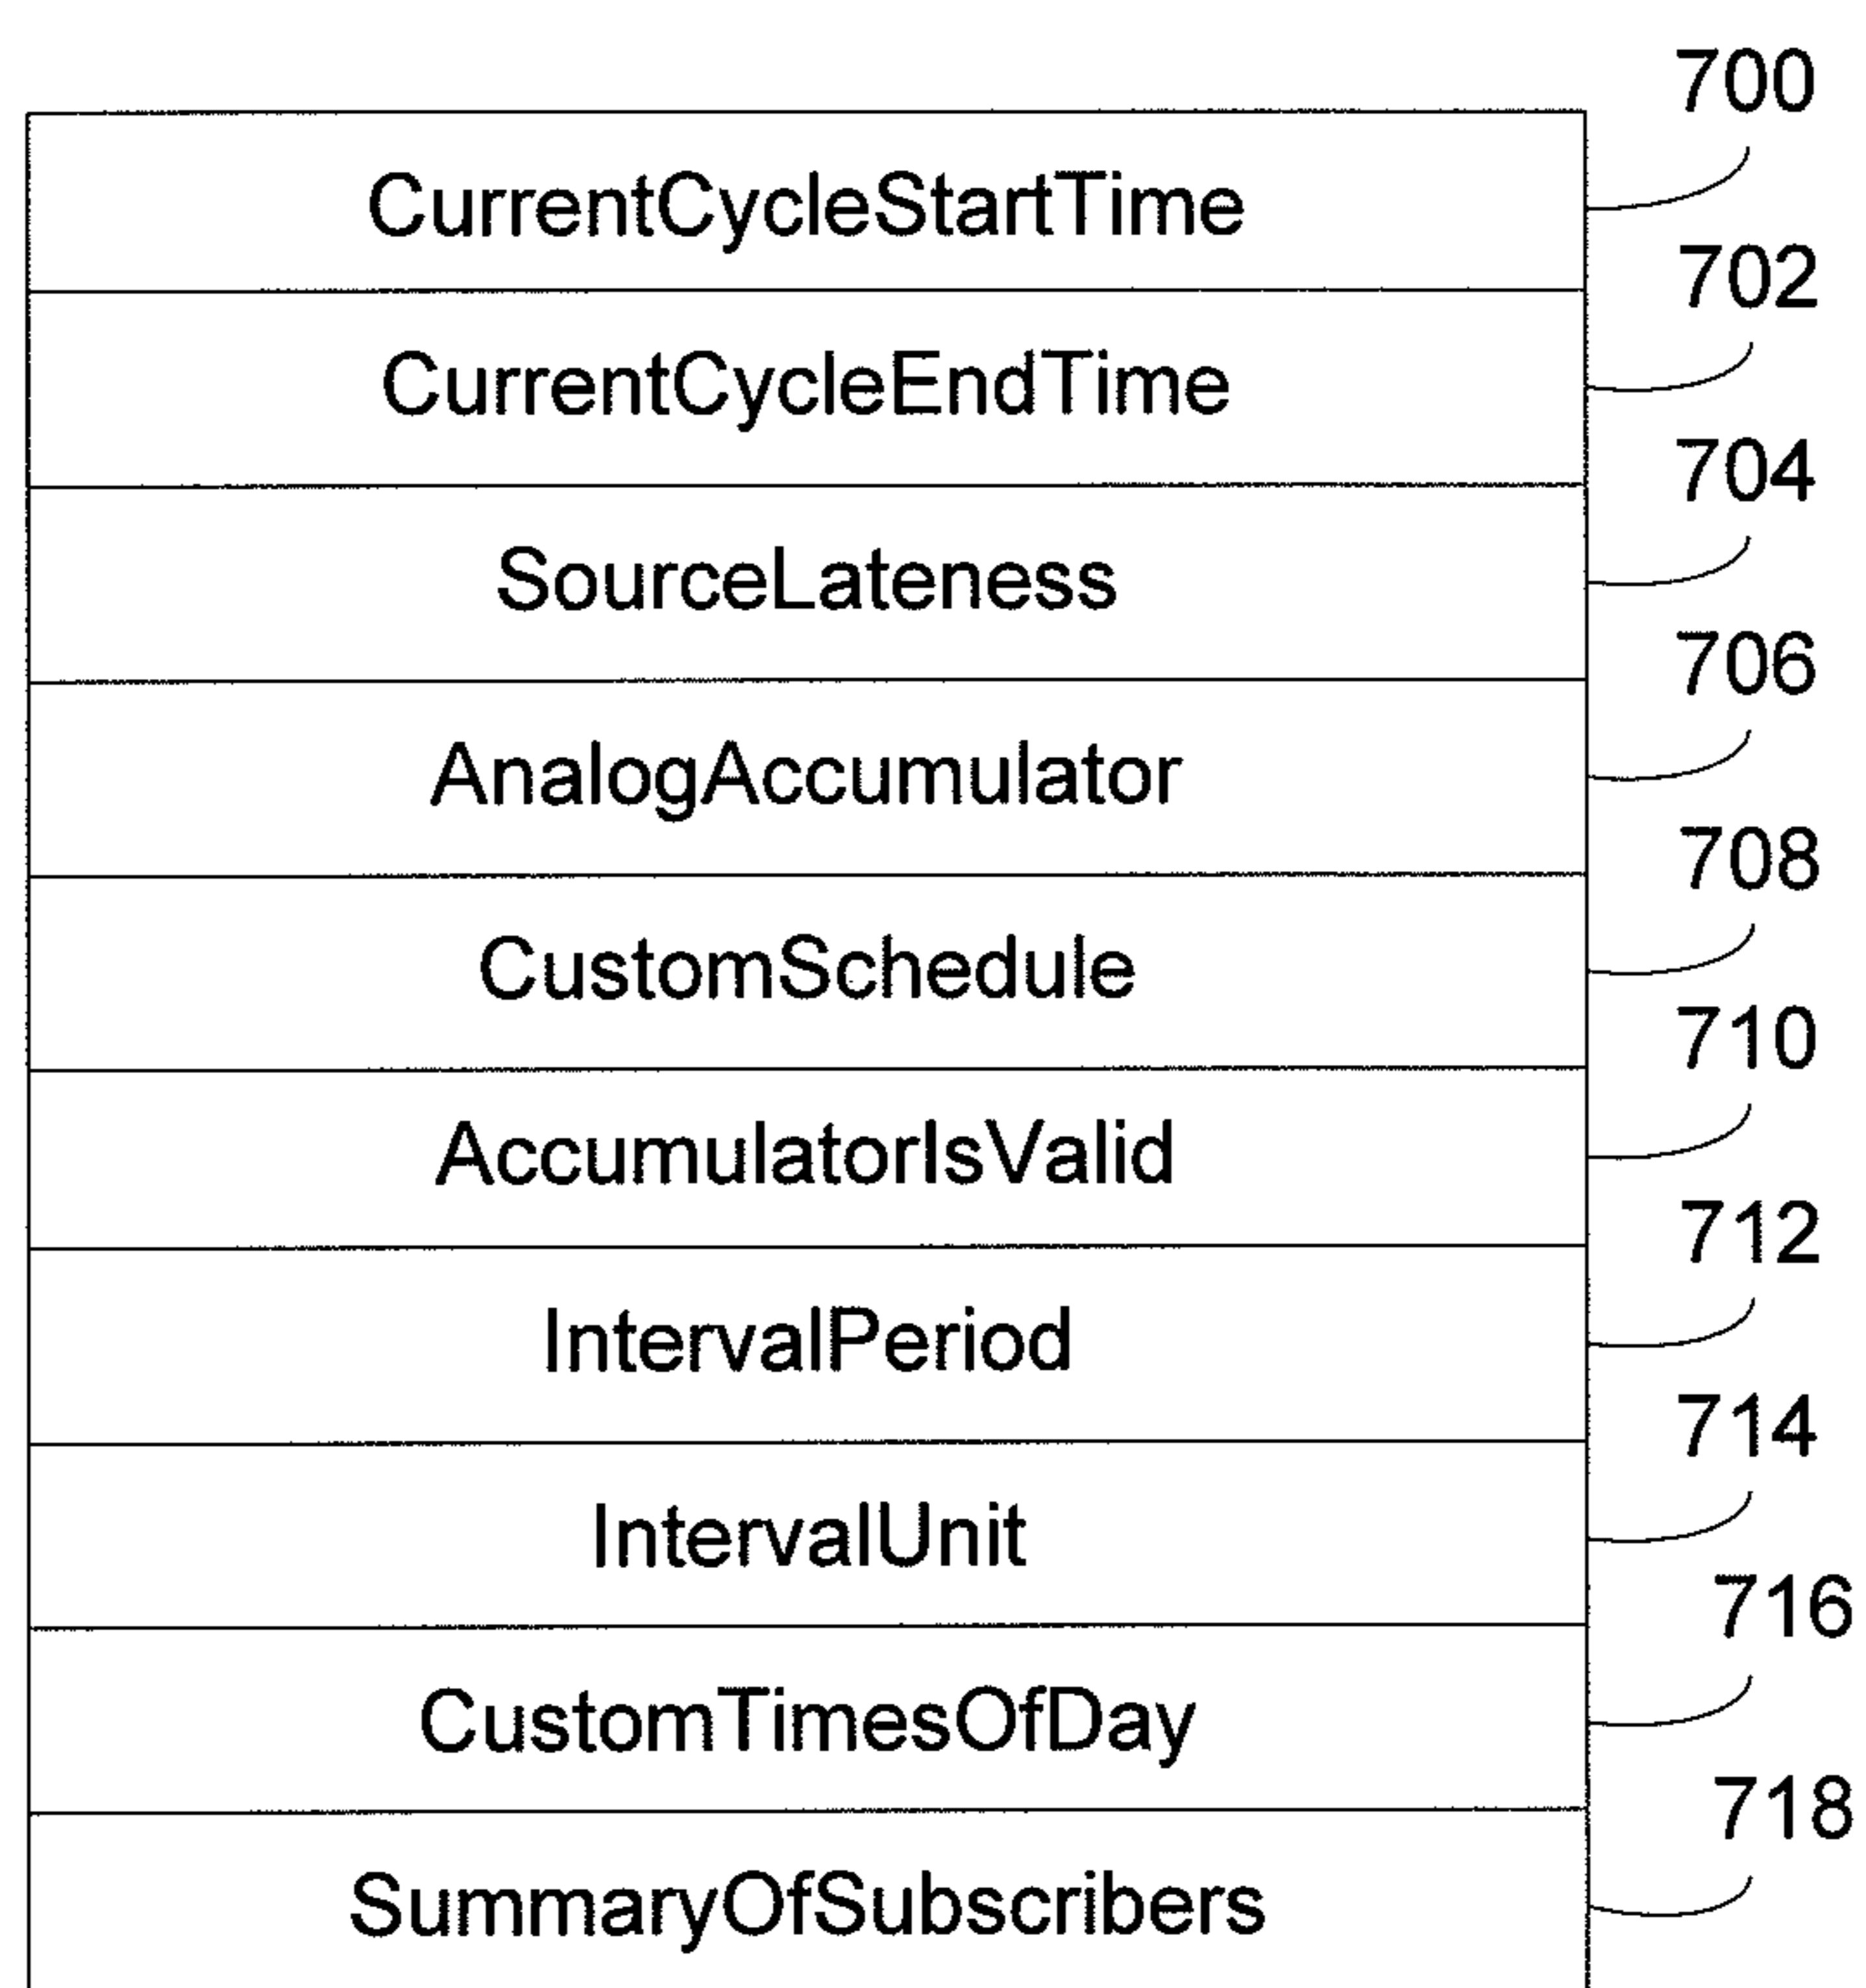 700
CurrentCycleStartTime
702
CurrentCycleEndTime
704
SourceLateness
706
AnalogAccumulator
708
CustomSchedule
710
AccumulatorIsValid
712
IntervalPeriod
714
IntervalUnit
716
CustomTimesOfDay
718
SummaryOfSubscribers